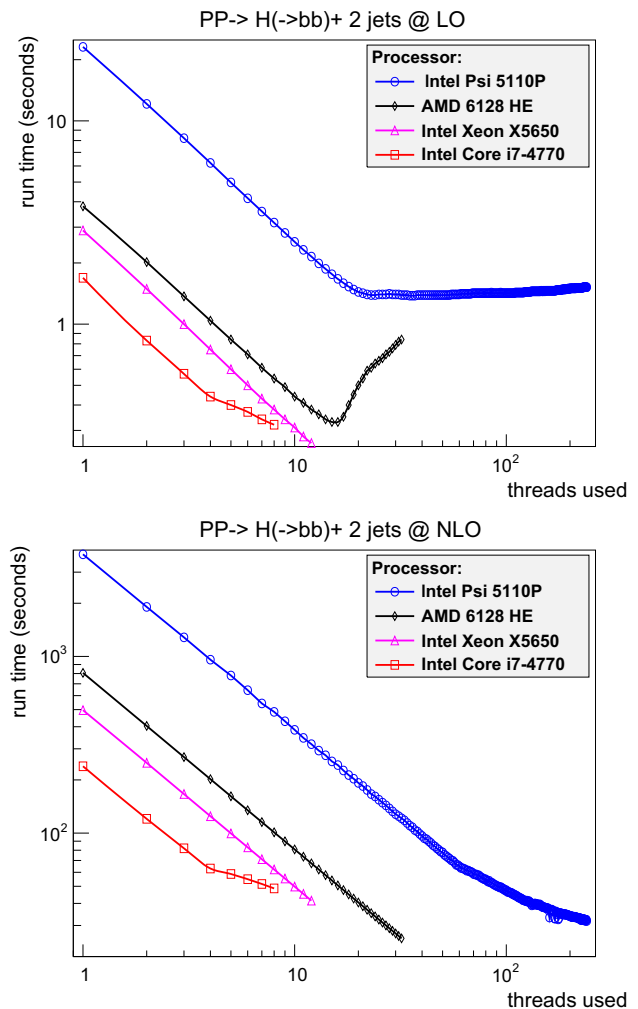 PP-> H(->bb)+ 2 jets @ LO
run time (seconds)
Processor:
Intel Psi 5110P
AMD 6128 HE
Intel Xeon X5650
Intel Core i7-4770
10
1
1
10
10²
threads used
PP-> H(->bb)+ 2 jets @ NLO
run time (seconds)
Processor:
Intel Psi 5110P
AMD 6128 HE
Intel Xeon X5650
Intel Core i7-4770
10³
10²
1
10
10²
threads used